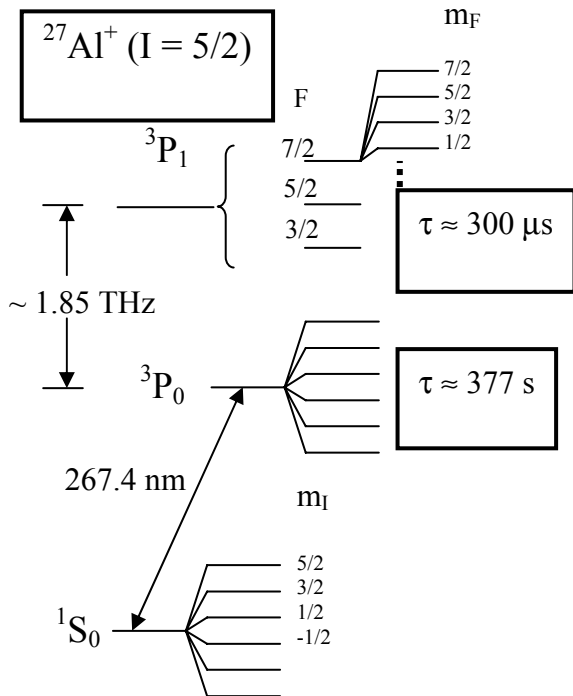 ²⁷Al⁺ (I = 5/2)
m_F
7/2
5/2
3/2
1/2
F
³P₁
7/2
5/2
3/2
τ ≈ 300 μs
~ 1.85 THz
³P₀
τ ≈ 377 s
267.4 nm
m_I
5/2
3/2
1/2
-1/2
¹S₀